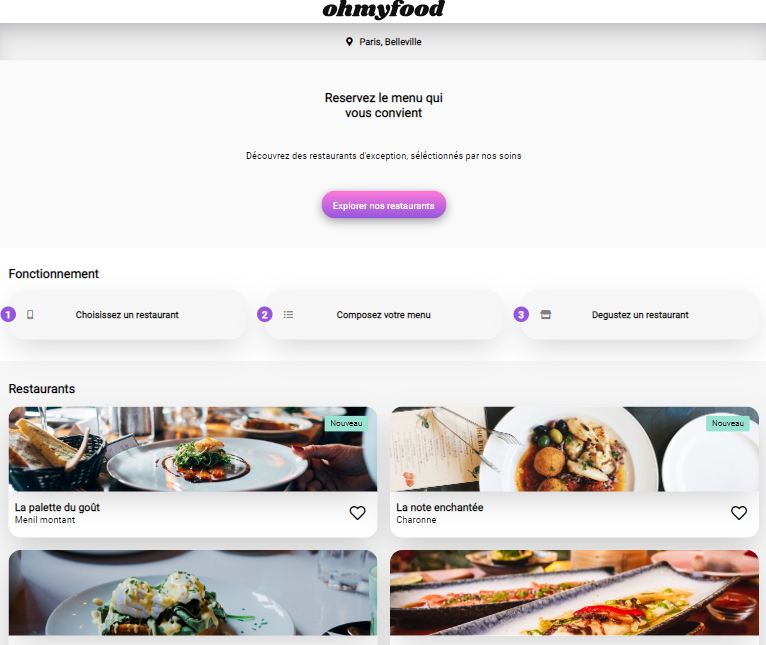 ohmyfood
Paris, Belleville
Reservez le menu qui
vous convient
Découvrez des restaurants d'exception, séléctionnés par nos soins
Explorer nos restaurants
Fonctionnement
1 Choisissez un restaurant
2 Composez votre menu
3 Degustez un restaurant
Restaurants
Nouveau
Nouveau
La palette du goût
Menil montant
La note enchantée
Charonne